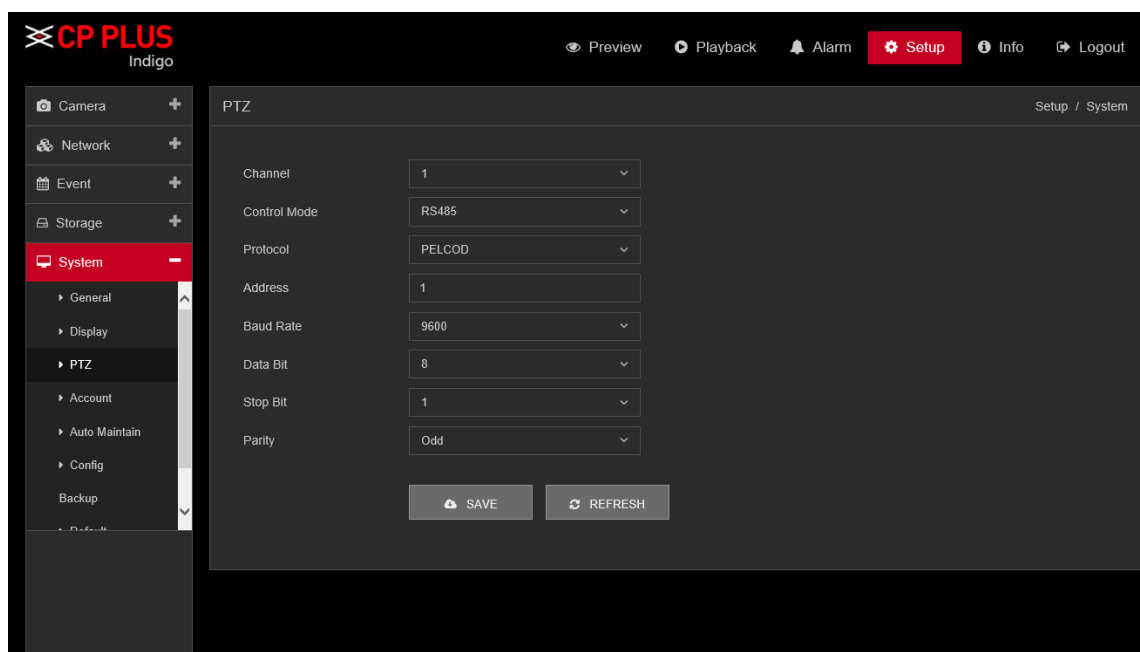 CP PLUS
Indigo
Preview Playback Alarm Setup Info Logout
Camera
Network
Event
Storage
System
General
Display
PTZ
Account
Auto Maintain
Config
Backup
Default
PTZ Setup / System
Channel 1
Control Mode RS485
Protocol PELCOD
Address 1
Baud Rate 9600
Data Bit 8
Stop Bit 1
Parity Odd
SAVE REFRESH